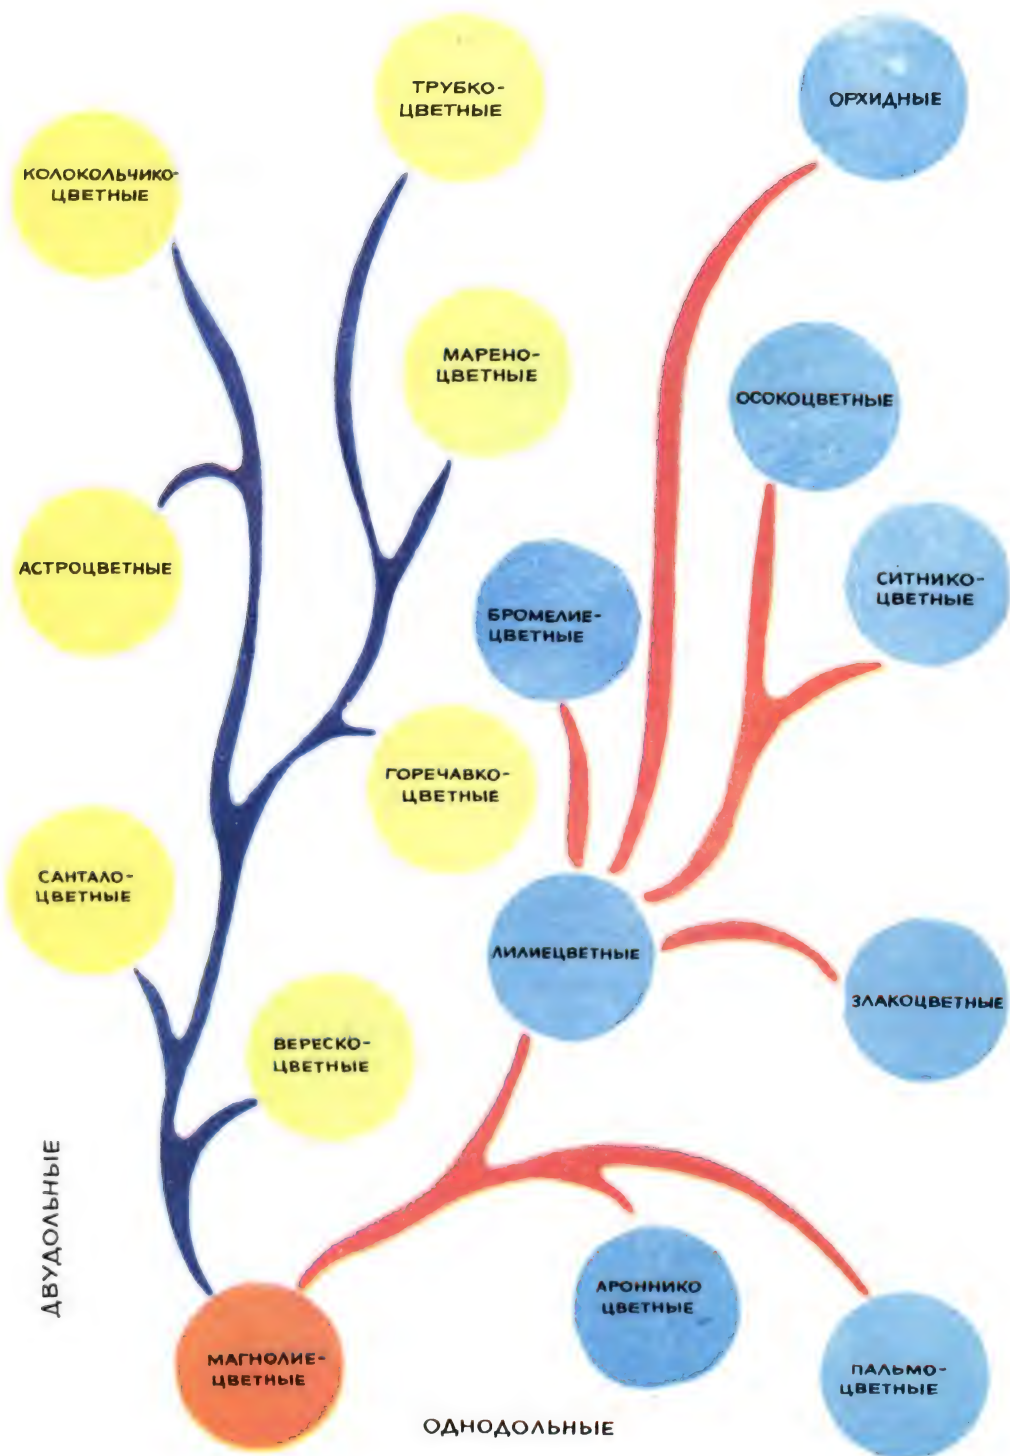 ТРУБКО-
ЦВЕТНЫЕ
ОРХИДНЫЕ
КОЛОКОЛЬЧИКО-
ЦВЕТНЫЕ
МАРЕНО-
ЦВЕТНЫЕ
ОСОКОЦВЕТНЫЕ
АСТРОЦВЕТНЫЕ
СИТНИКО-
ЦВЕТНЫЕ
БРОМЕЛИЕ-
ЦВЕТНЫЕ
ГОРЕЧАВКО-
ЦВЕТНЫЕ
САНТАЛО-
ЦВЕТНЫЕ
ЛИЛИЕЦВЕТНЫЕ
ЗЛАКОЦВЕТНЫЕ
ВЕРЕСКО-
ЦВЕТНЫЕ
ДВУДОЛЬНЫЕ
АРОННИКО
ЦВЕТНЫЕ
МАГНОЛИЕ-
ЦВЕТНЫЕ
ПАЛЬМО-
ЦВЕТНЫЕ
ОДНОДОЛЬНЫЕ